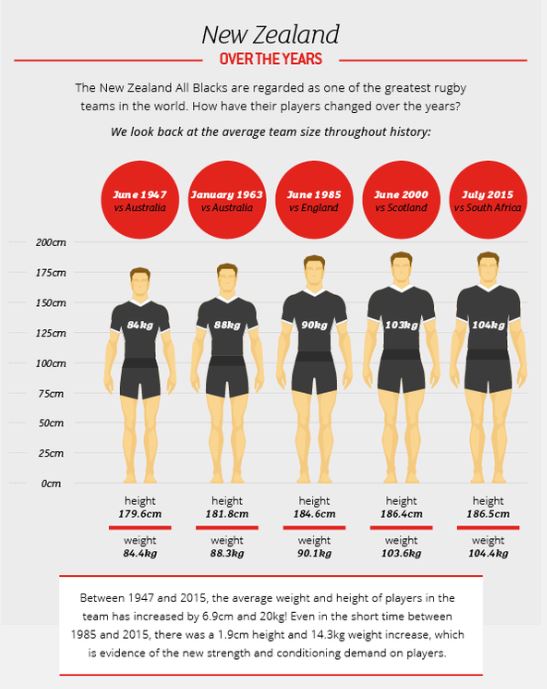 New Zealand
OVER THE YEARS
The New Zealand All Blacks are regarded as one of the greatest rugby
teams in the world. How have their players changed over the years?
We look back at the average team size throughout history:
June 1947
vs Australia
January 1963
vs Australia
June 1985
vs England
June 2000
vs Scotland
July 2015
vs South Africa
200cm
175cm
150cm
125cm
100cm
75cm
50cm
25cm
0cm
84kg
88kg
90kg
103kg
104kg
height
179.6cm
weight
84.4kg
height
181.8cm
weight
88.3kg
height
184.6cm
weight
90.1kg
height
186.4cm
weight
103.6kg
height
186.5cm
weight
104.4kg
Between 1947 and 2015, the average weight and height of players in the
team has increased by 6.9cm and 20kg! Even in the short time between
1985 and 2015, there was a 1.9cm height and 14.3kg weight increase, which
is evidence of the new strength and conditioning demand on players.